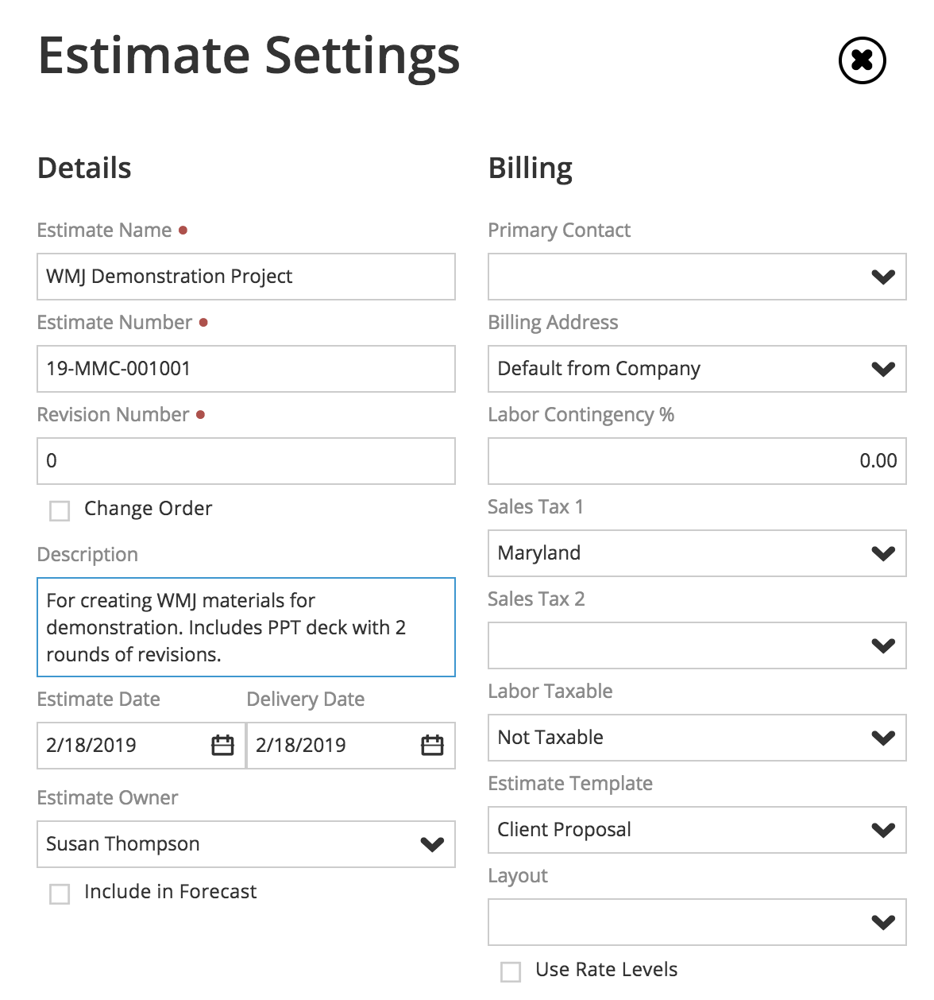 Estimate Settings
Details
Estimate Name
WMJ Demonstration Project
Estimate Number
19-MMC-001001
Revision Number
0
Change Order
Description
For creating WMJ materials for
demonstration. Includes PPT deck with 2
rounds of revisions.
Estimate Date Delivery Date
2/18/2019 2/18/2019
Estimate Owner
Susan Thompson
Include in Forecast
Billing
Primary Contact
Billing Address
Default from Company
Labor Contingency %
0.00
Sales Tax 1
Maryland
Sales Tax 2
Labor Taxable
Not Taxable
Estimate Template
Client Proposal
Layout
Use Rate Levels